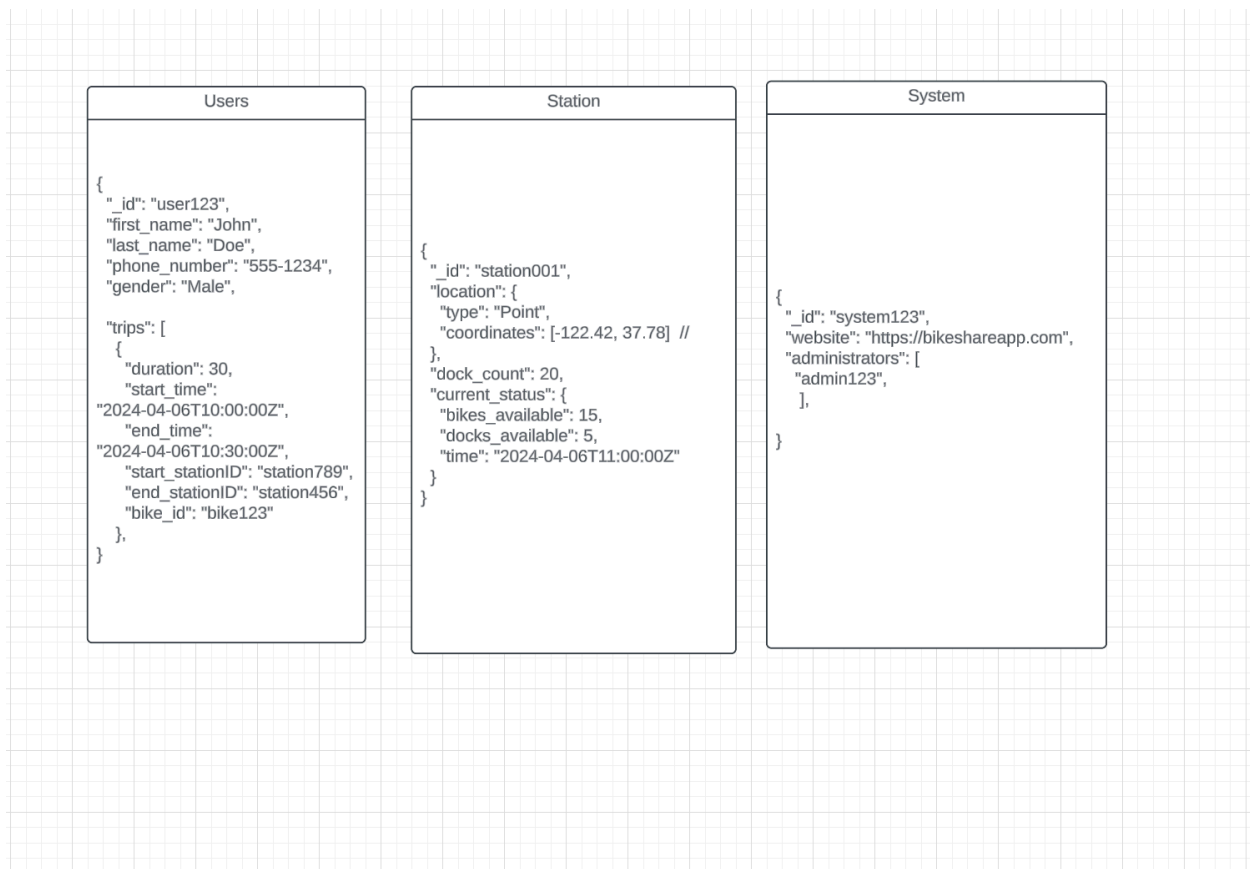 Users
{
"_id": "user123",
"first_name": "John",
"last_name": "Doe",
"phone_number": "555-1234",
"gender": "Male",
"trips": [
{
"duration": 30,
"start_time":
"2024-04-06T10:00:00Z",
"end_time":
"2024-04-06T10:30:00Z",
"start_stationID": "station789",
"end_stationID": "station456",
"bike_id": "bike123"
},
}
Station
{
"_id": "station001",
"location": {
"type": "Point",
"coordinates": [-122.42, 37.78]  //
},
"dock_count": 20,
"current_status": {
"bikes_available": 15,
"docks_available": 5,
"time": "2024-04-06T11:00:00Z"
}
}
System
{
"_id": "system123",
"website": "https://bikeshareapp.com",
"administrators": [
"admin123",
],
}